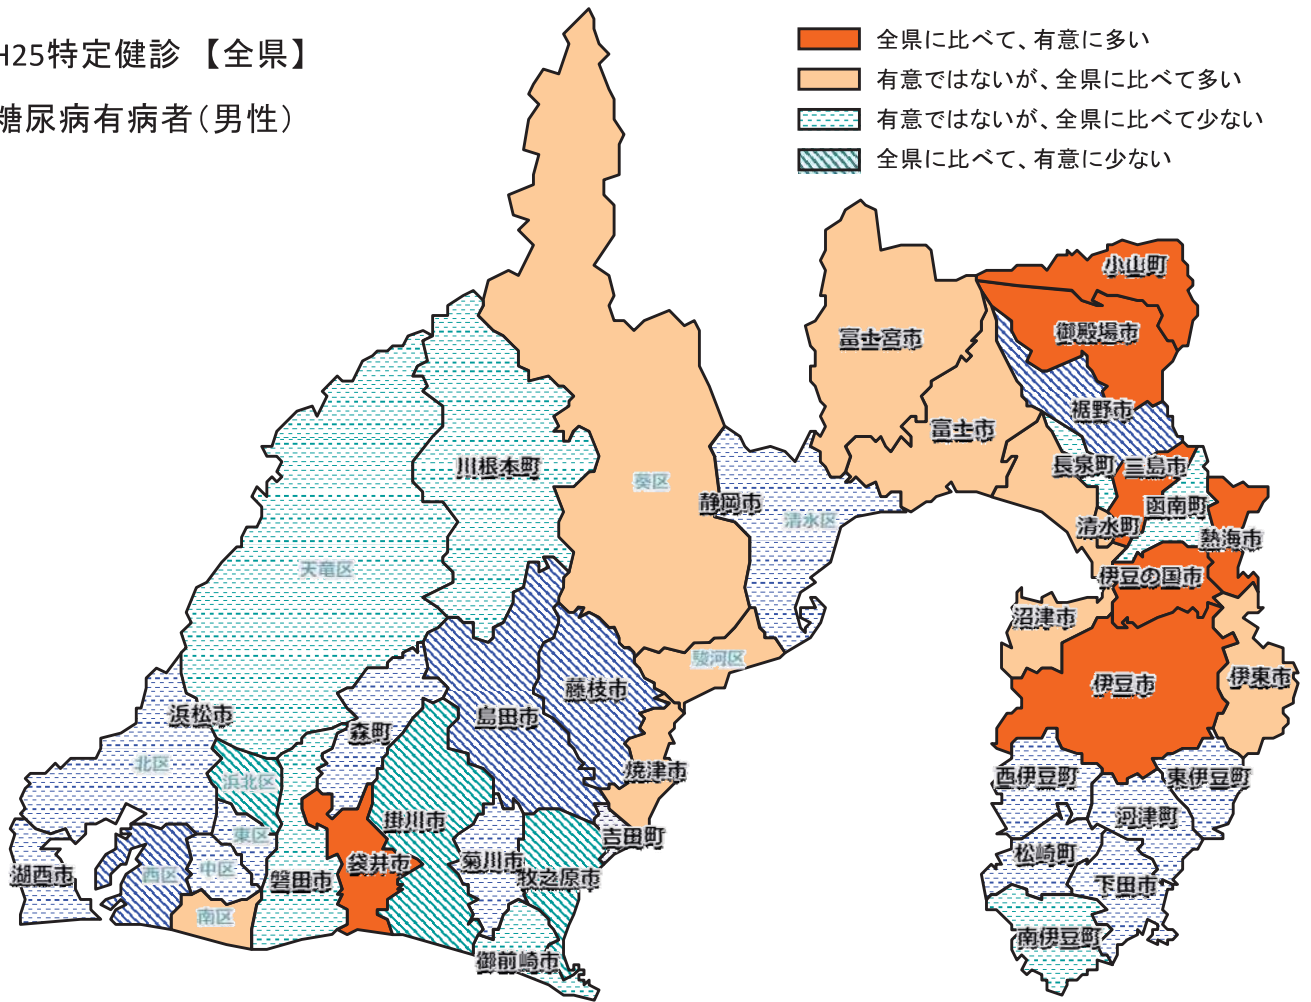 H25特定健診 【全県】
糖尿病有病者(男性)
全県に比べて、有意に多い
有意ではないが、全県に比べて多い
有意ではないが、全県に比べて少ない
全県に比べて、有意に少ない
小山町
御殿場市
富士宮市
裾野市
富士市
長泉町
三島市
川根本町
葵区
静岡市
清水区
函南町
清水町
熱海市
天竜区
伊豆の国市
沼津市
駿河区
伊豆市
伊東市
藤枝市
島田市
浜松市
森町
焼津市
北区
浜北区
西伊豆町
東伊豆町
掛川市
河津町
東区
吉田町
菊川市
松崎町
袋井市
湖西市
西区
中区
磐田市
牧之原市
下田市
南区
南伊豆町
御前崎市